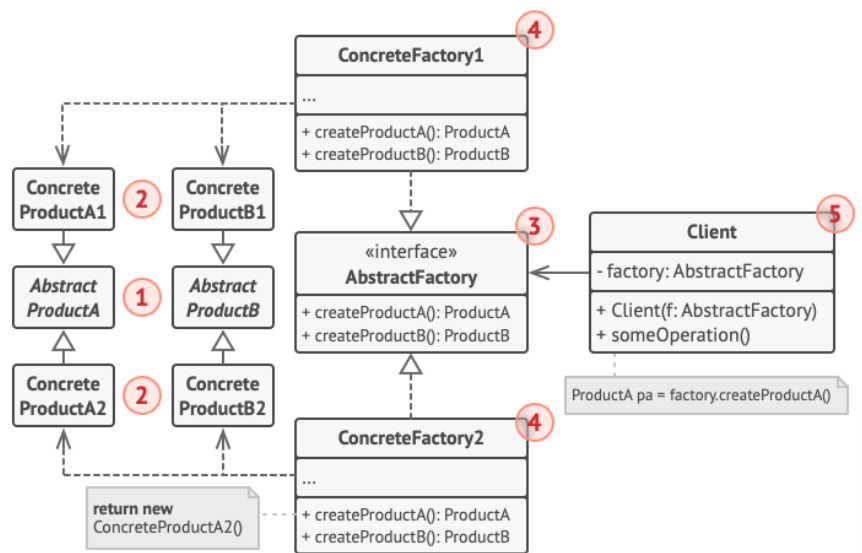 4
ConcreteFactory1
...
+ createProductA(): ProductA
+ createProductB(): ProductB
Concrete
ProductA1
2
Concrete
ProductB1
3
«interface»
AbstractFactory
+ createProductA(): ProductA
+ createProductB(): ProductB
5
Client
- factory: AbstractFactory
+ Client(f: AbstractFactory)
+ someOperation()
Abstract
ProductA
1
Abstract
ProductB
Concrete
ProductA2
2
Concrete
ProductB2
ProductA pa = factory.createProductA()
4
ConcreteFactory2
...
+ createProductA(): ProductA
+ createProductB(): ProductB
return new
ConcreteProductA2()